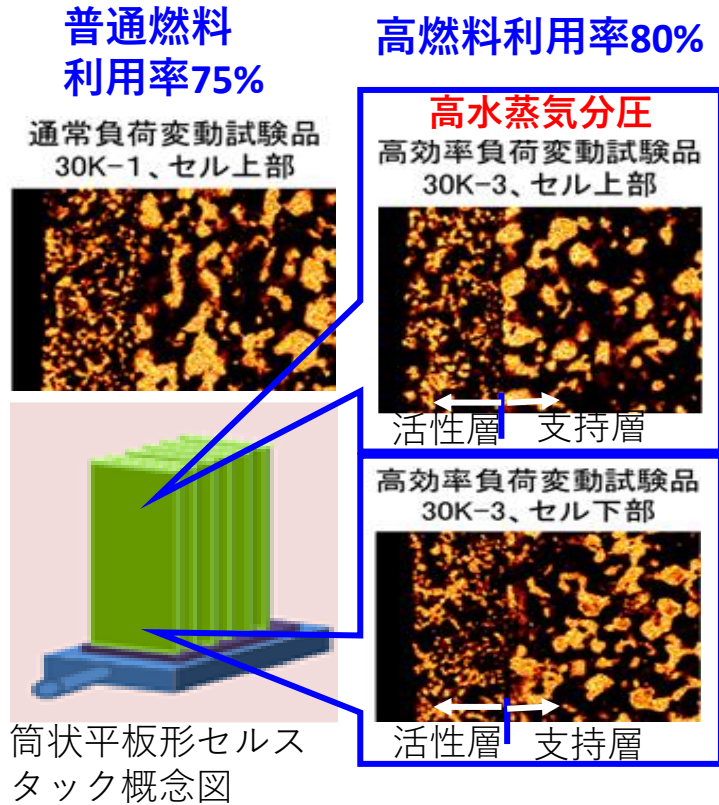 普通燃料
利用率75%
通常負荷変動試験品
30K-1、セル上部
高燃料利用率80%
高水蒸気分圧
高効率負荷変動試験品
30K-3、セル上部
活性層 支持層
高効率負荷変動試験品
30K-3、セル下部
活性層 支持層
筒状平板形セルス
タック概念図